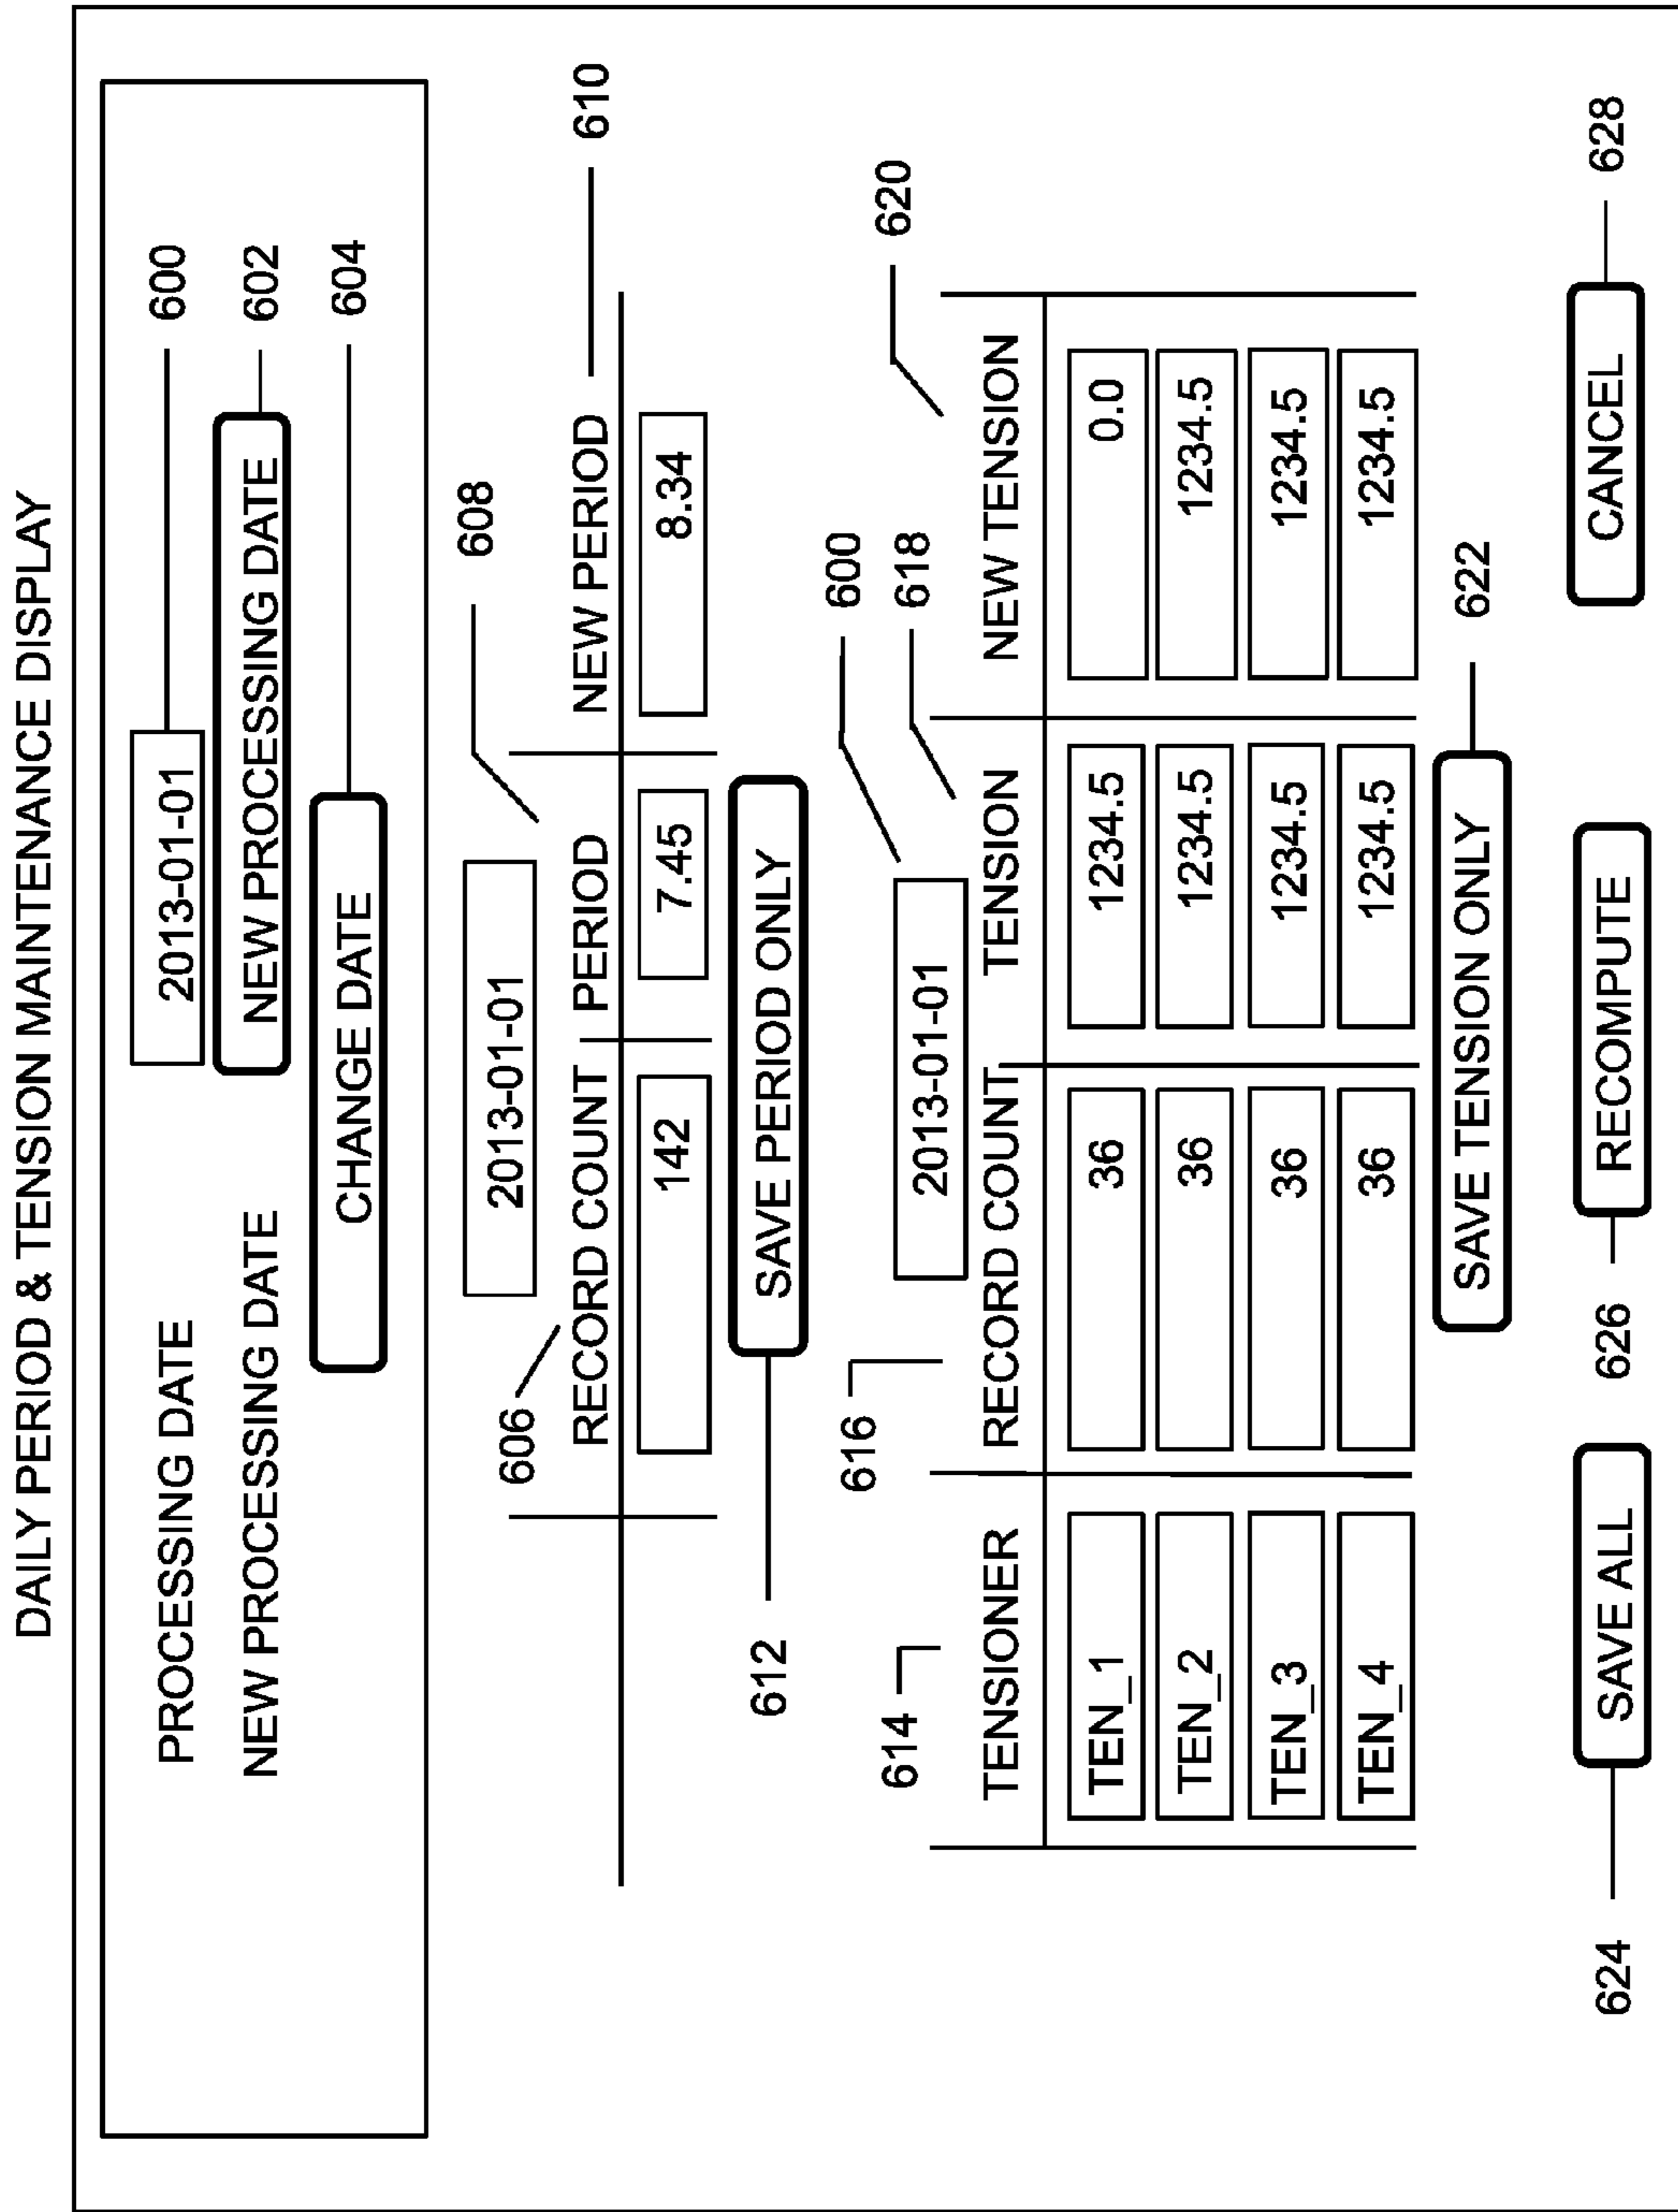 DAILY PERIOD & TENSION MAINTENANCE DISPLAY
PROCESSING DATE 2013-01-01 600
NEW PROCESSING DATE NEW PROCESSING DATE 602
CHANGE DATE 604
608
606 2013-01-01
RECORD COUNT PERIOD NEW PERIOD 610
142 7.45 8.34
612 SAVE PERIOD ONLY
616 600
614 2013-01-01 618 620
TENSIONER RECORD COUNT TENSION NEW TENSION
TEN_1 36 1234.5 0.0
TEN_2 36 1234.5 1234.5
TEN_3 36 1234.5 1234.5
TEN_4 36 1234.5 1234.5
SAVE TENSION ONLY 622
624 SAVE ALL 626 RECOMPUTE CANCEL 628